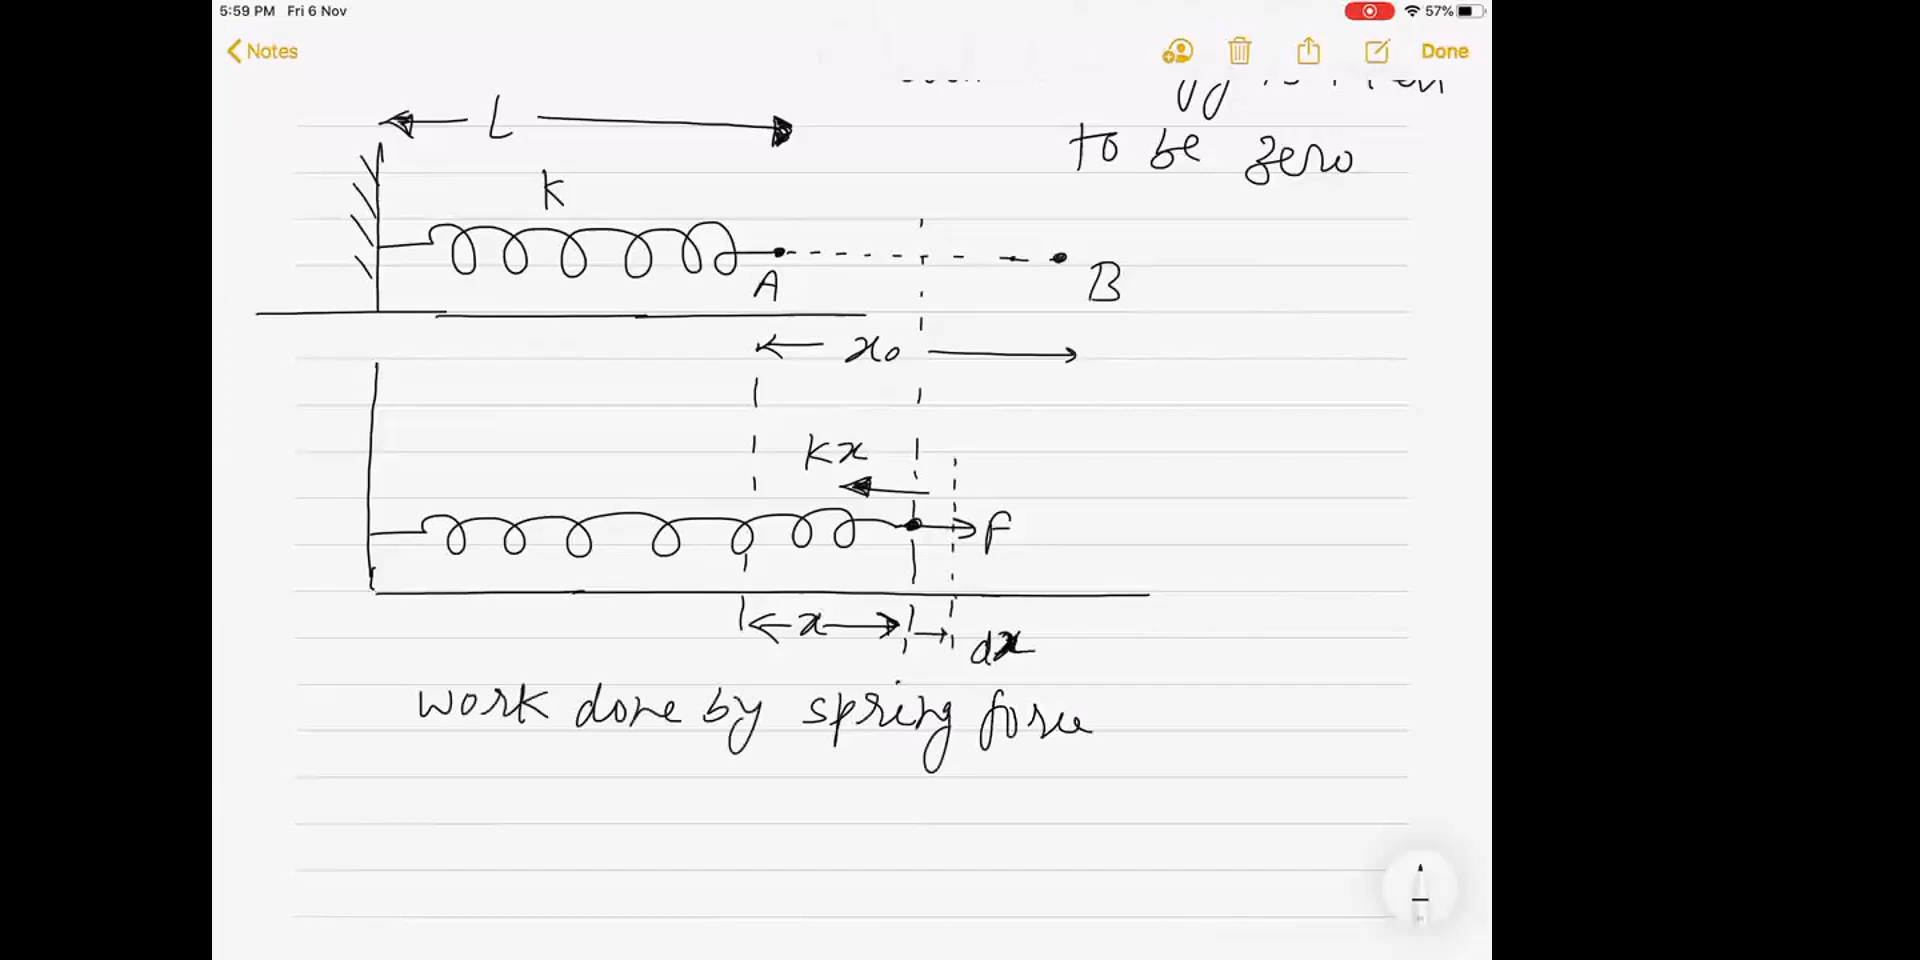 5:59 PM Fri 6 Nov
57%
Notes
Done
L
to be zero
K
A
B
x₀
Kx
F
x
dx
work done by spring force